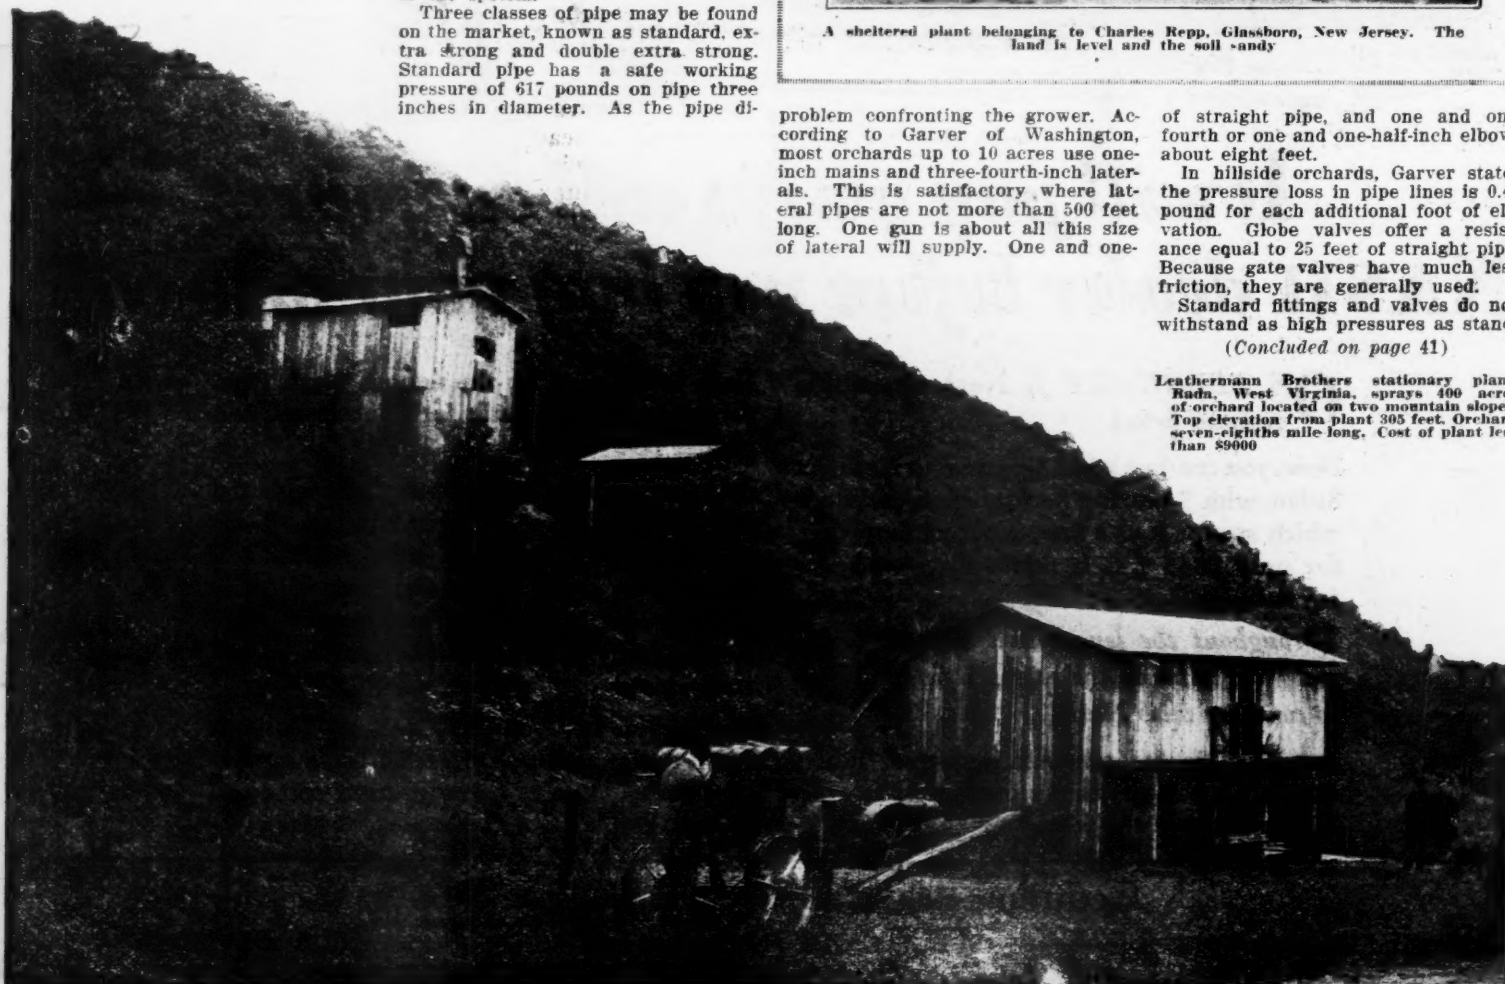 Three classes of pipe may be found
on the market, known as standard, ex-
tra strong and double extra strong.
Standard pipe has a safe working
pressure of 617 pounds on pipe three
inches in diameter. As the pipe di-
A sheltered plant belonging to Charles Repp, Glassboro, New Jersey. The
land is level and the soil sandy
problem confronting the grower. Ac-
cording to Garver of Washington,
most orchards up to 10 acres use one-
inch mains and three-fourth-inch later-
als. This is satisfactory where lat-
eral pipes are not more than 500 feet
long. One gun is about all this size
of lateral will supply. One and one-
of straight pipe, and one and on
fourth or one and one-half-inch elbow
about eight feet.
In hillside orchards, Garver state
the pressure loss in pipe lines is 0.
pound for each additional foot of el
vation. Globe valves offer a resis
ance equal to 25 feet of straight pip
Because gate valves have much les
friction, they are generally used.
Standard fittings and valves do no
withstand as high pressures as stand
(Concluded on page 41)
Leathermann Brothers stationary plan
Rada, West Virginia, sprays 400 acre
of orchard located on two mountain slope
Top elevation from plant 305 feet. Orchar
seven-eighths mile long. Cost of plant le
than $9000